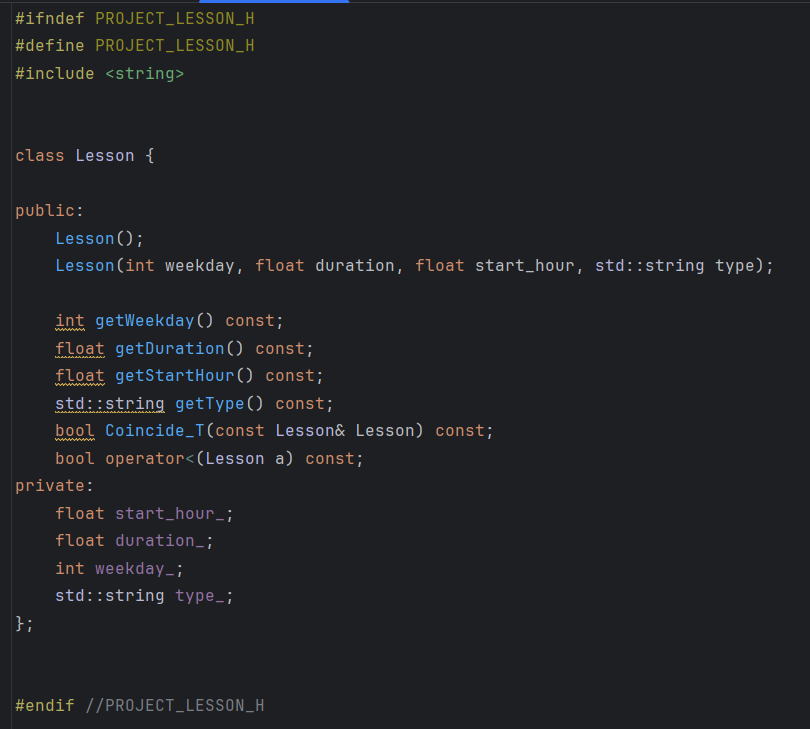 #ifndef PROJECT_LESSON_H
#define PROJECT_LESSON_H
#include <string>
class Lesson {
public:
    Lesson();
    Lesson(int weekday, float duration, float start_hour, std::string type);
    int getWeekday() const;
    float getDuration() const;
    float getStartHour() const;
    std::string getType() const;
    bool Coincide_T(const Lesson& Lesson) const;
    bool operator<(Lesson a) const;
private:
    float start_hour_;
    float duration_;
    int weekday_;
    std::string type_;
};
#endif //PROJECT_LESSON_H